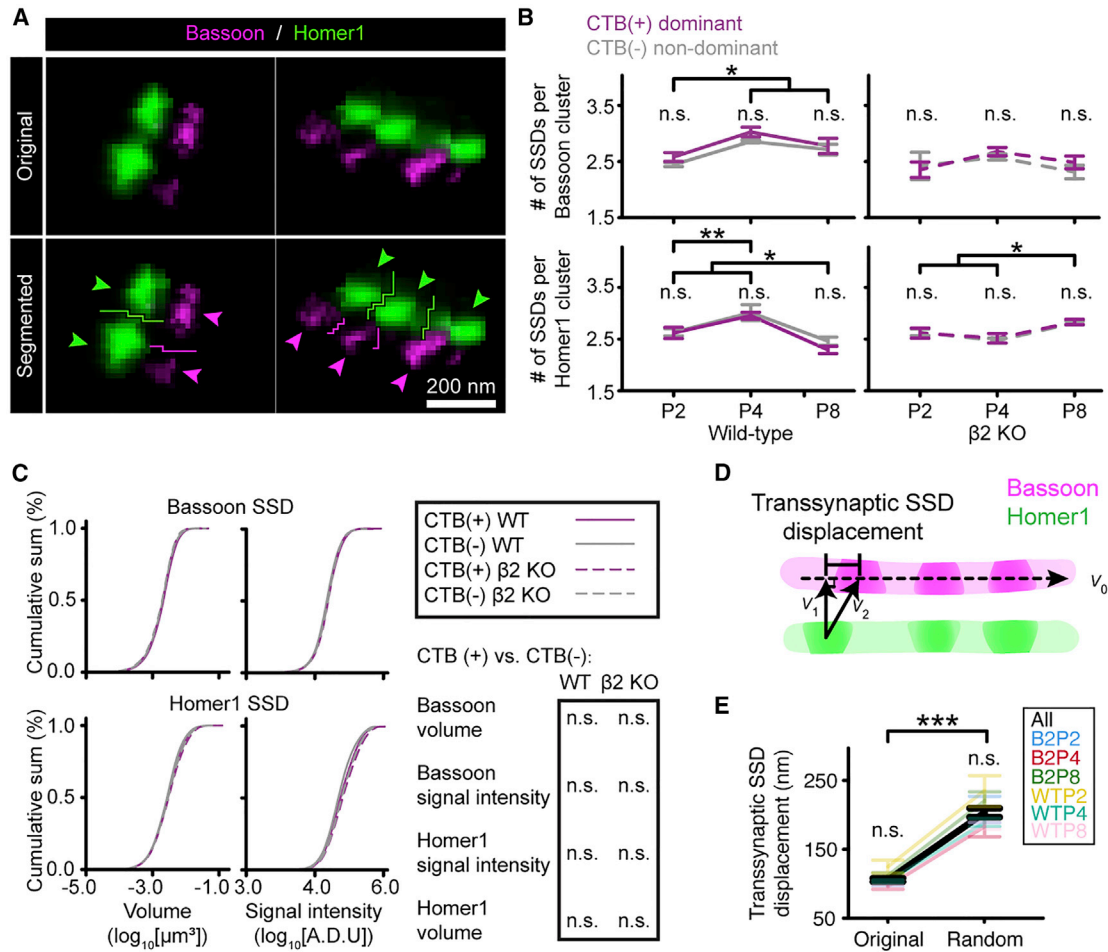 A
Bassoon / Homer1
Original
Segmented
200 nm
B
CTB(+) dominant
CTB(-) non-dominant
# of SSDs per
Bassoon cluster
3.5
2.5
1.5
*
n.s. n.s. n.s.
n.s. n.s. n.s.
# of SSDs per
Homer1 cluster
3.5
2.5
1.5
**
*
*
n.s. n.s. n.s.
n.s. n.s. n.s.
P2 P4 P8
Wild-type
P2 P4 P8
β2 KO
C
Bassoon SSD
Cumulative sum (%)
1.0
0.5
0.0
Homer1 SSD
Cumulative sum (%)
1.0
0.5
0.0
-5.0 -3.0 -1.0
Volume
(log10[µm³])
3.0 4.0 6.0
Signal intensity
(log10[A.D.U])
CTB(+) WT
CTB(-) WT
CTB(+) β2 KO
CTB(-) β2 KO
CTB (+) vs. CTB(-):
WT β2 KO
Bassoon
volume
n.s. n.s.
Bassoon
signal intensity
n.s. n.s.
Homer1
signal intensity
n.s. n.s.
Homer1
volume
n.s. n.s.
D
Transsynaptic SSD
displacement
Bassoon
Homer1
V1
V2
V0
E
Transsynaptic SSD
displacement (nm)
250
150
50
***
n.s.
n.s.
Original Random
All
B2P2
B2P4
B2P8
WTP2
WTP4
WTP8